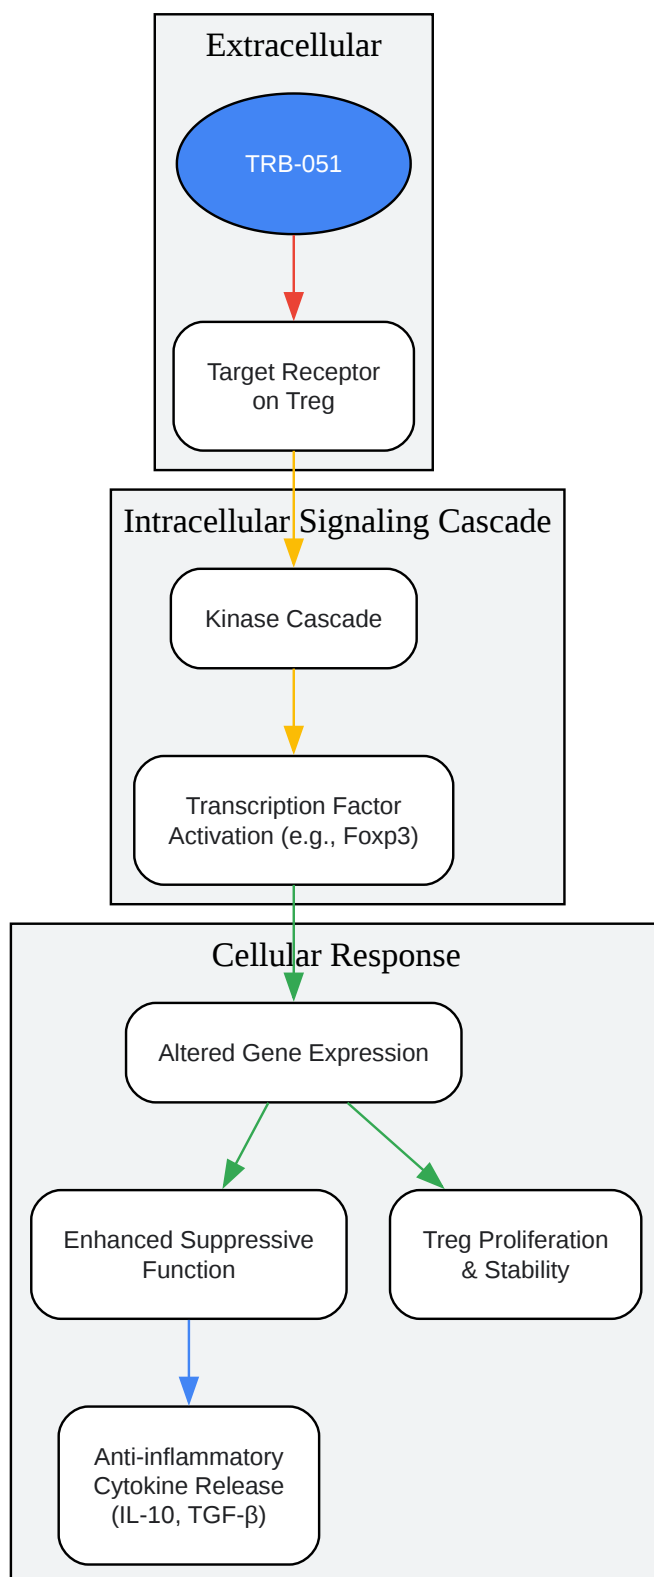 Extracellular
TRB-051
Target Receptor
on Treg
Intracellular Signaling Cascade
Kinase Cascade
Transcription Factor
Activation (e.g., Foxp3)
Cellular Response
Altered Gene Expression
Enhanced Suppressive
Function
Treg Proliferation
& Stability
Anti-inflammatory
Cytokine Release
(IL-10, TGF-β)